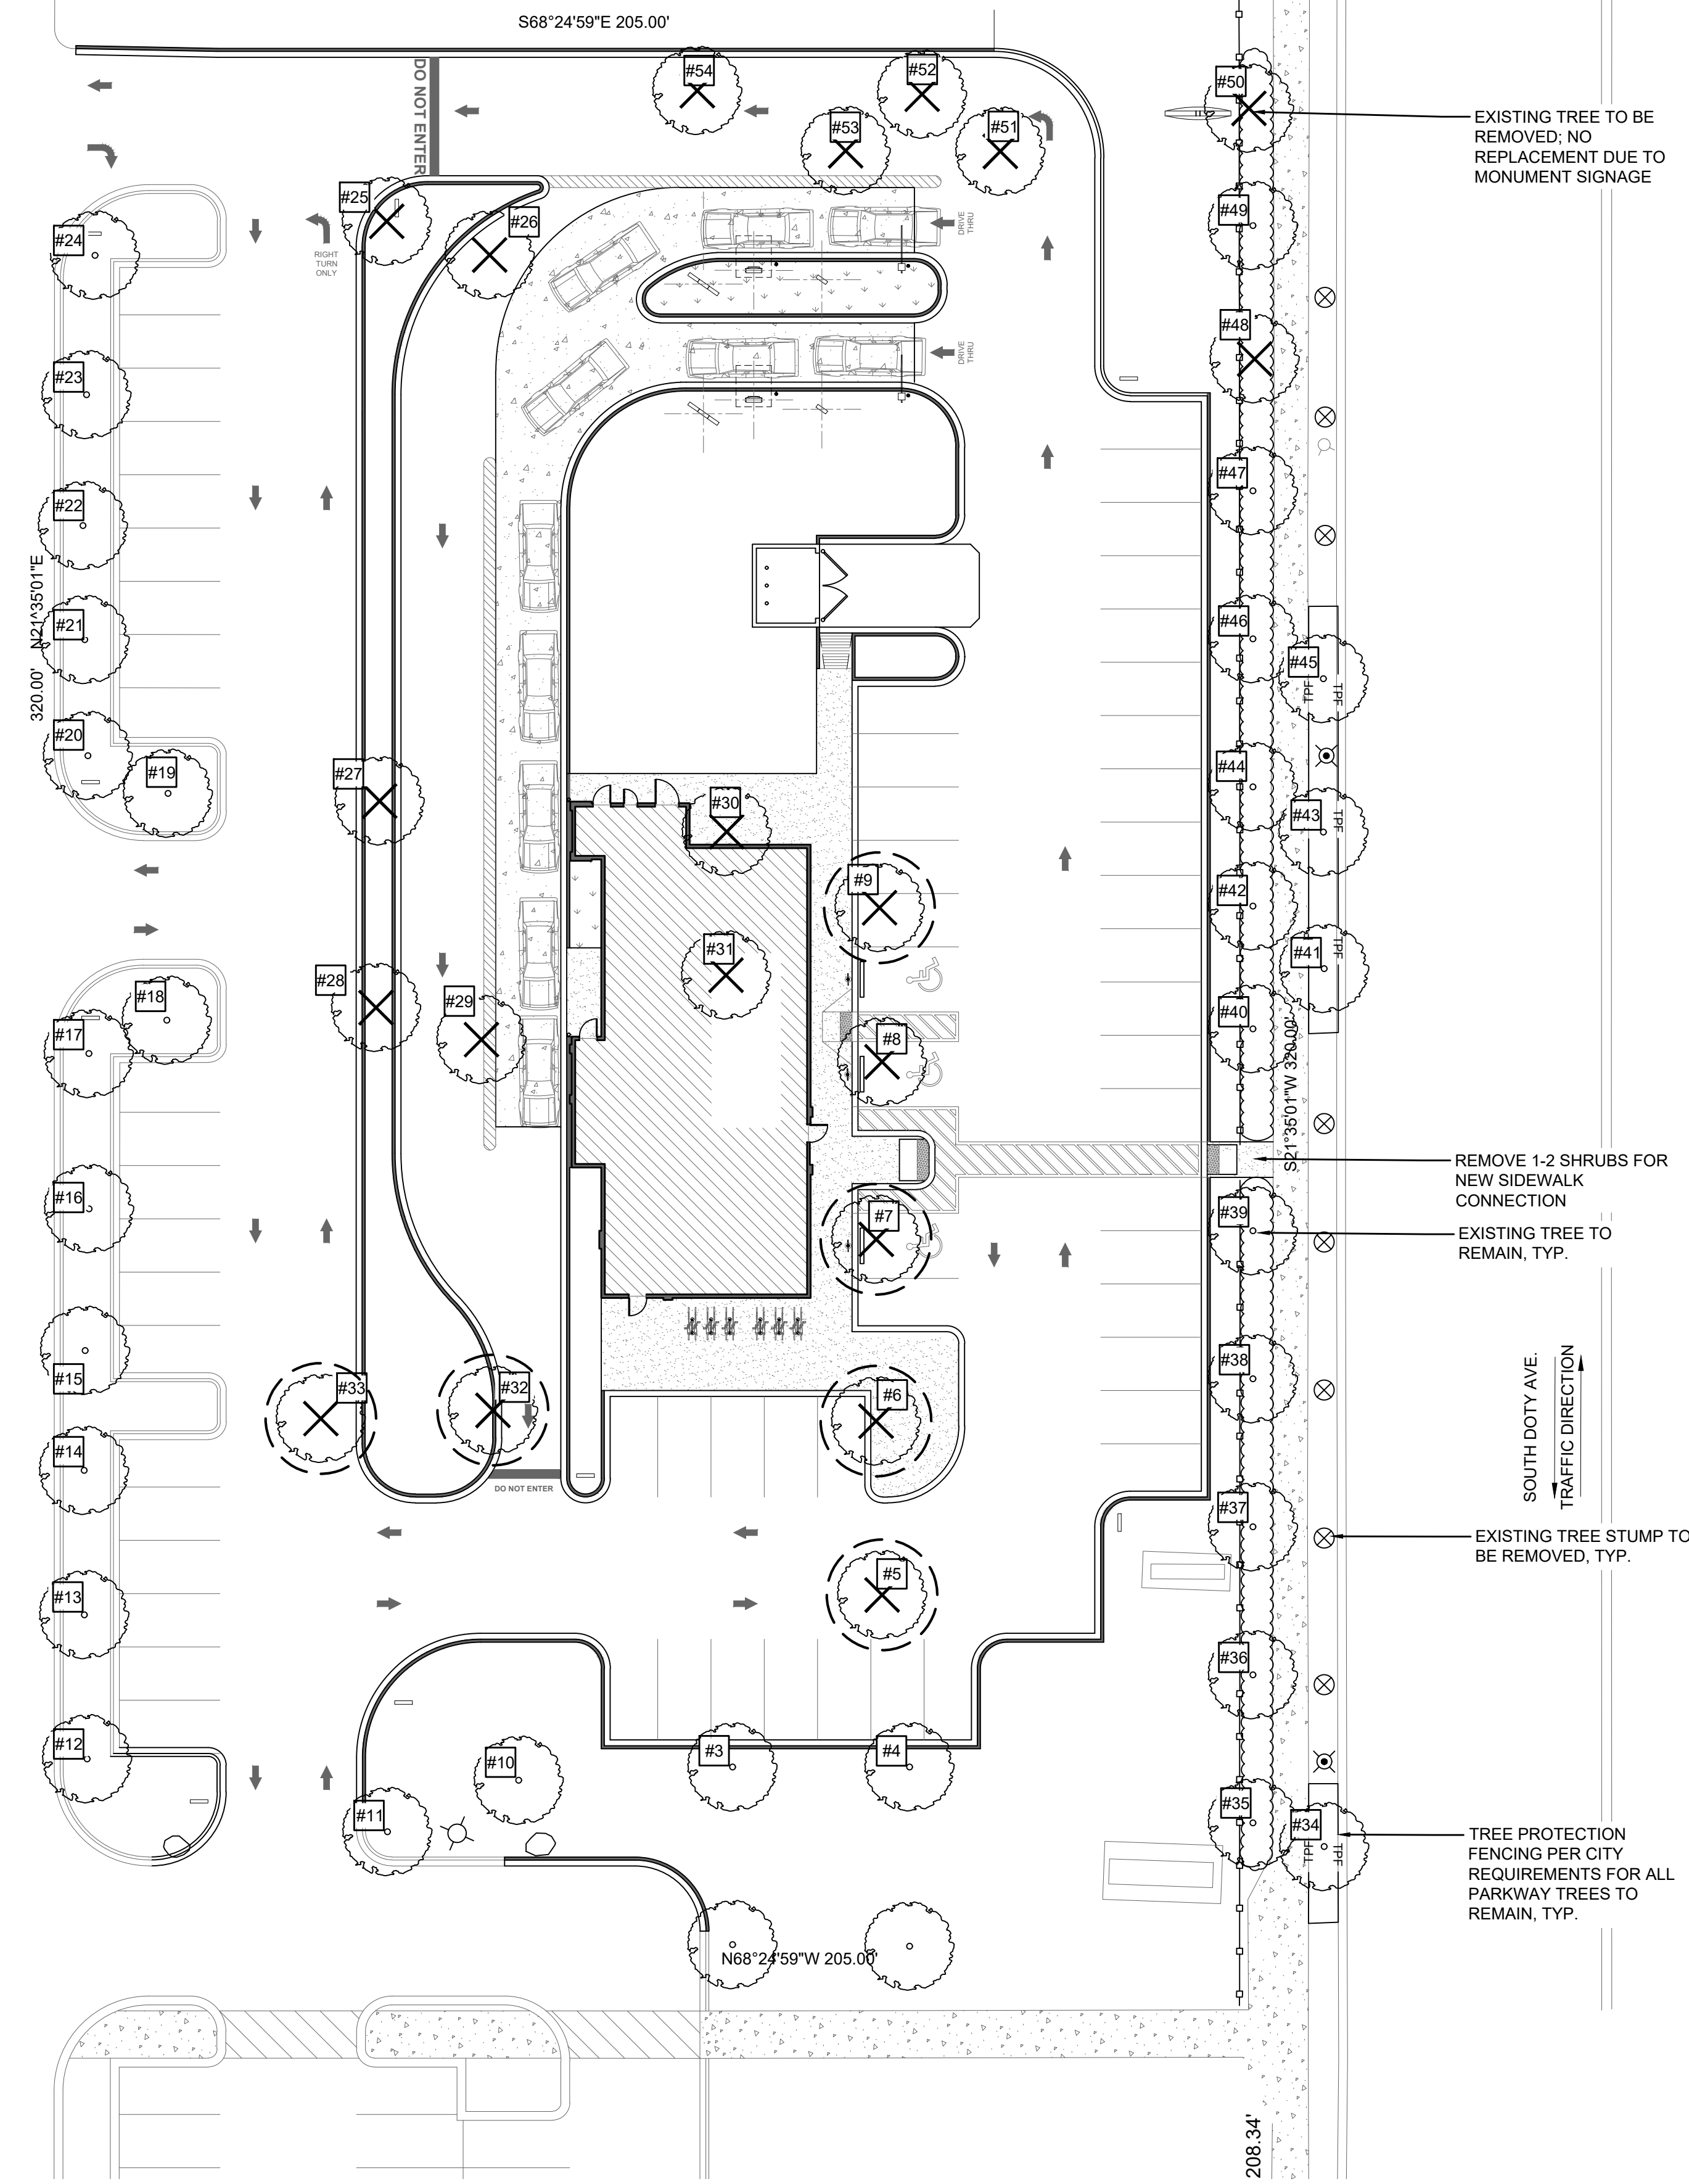 S68°24'59"E 205.00'
#54
#52
#50
#53
#51
DO NOT ENTER
EXISTING TREE TO BE
REMOVED; NO
REPLACEMENT DUE TO
MONUMENT SIGNAGE
#25
#26
#49
#24
RIGHT
TURN
ONLY
DRIVE
THRU
#48
DRIVE
THRU
#23
#47
#22
N21^35'01"E
320.00'
#21
#46
#45
TPF
TPF
#20
#19
#27
#44
#30
#43
TPF
#9
#42
#31
#41
TPF
#28
#29
#18
#17
#40
#8
S21°35'01"W 320.00'
REMOVE 1-2 SHRUBS FOR
NEW SIDEWALK
CONNECTION
#16
#7
#39
EXISTING TREE TO
REMAIN, TYP.
#15
#33
#32
#6
#38
SOUTH DOTY AVE.
TRAFFIC DIRECTION
#14
DO NOT ENTER
#37
EXISTING TREE STUMP TO
BE REMOVED, TYP.
#5
#13
#36
#12
#10
#3
#4
#11
#35
#34
TPF
TPF
TREE PROTECTION
FENCING PER CITY
REQUIREMENTS FOR ALL
PARKWAY TREES TO
REMAIN, TYP.
N68°24'59"W 205.00'
208.34'